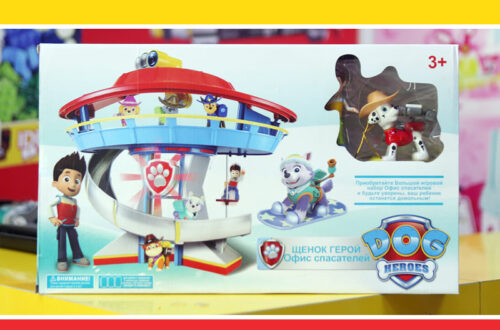 3+
Приобретайте Большой игровой
набор Офис спасателей
и будьте уверены, ваш ребенок
останется довольным!
ЩЕНОК ГЕРОЙ
Офис спасателей
DOG
HEROES
ВНИМАНИЕ!